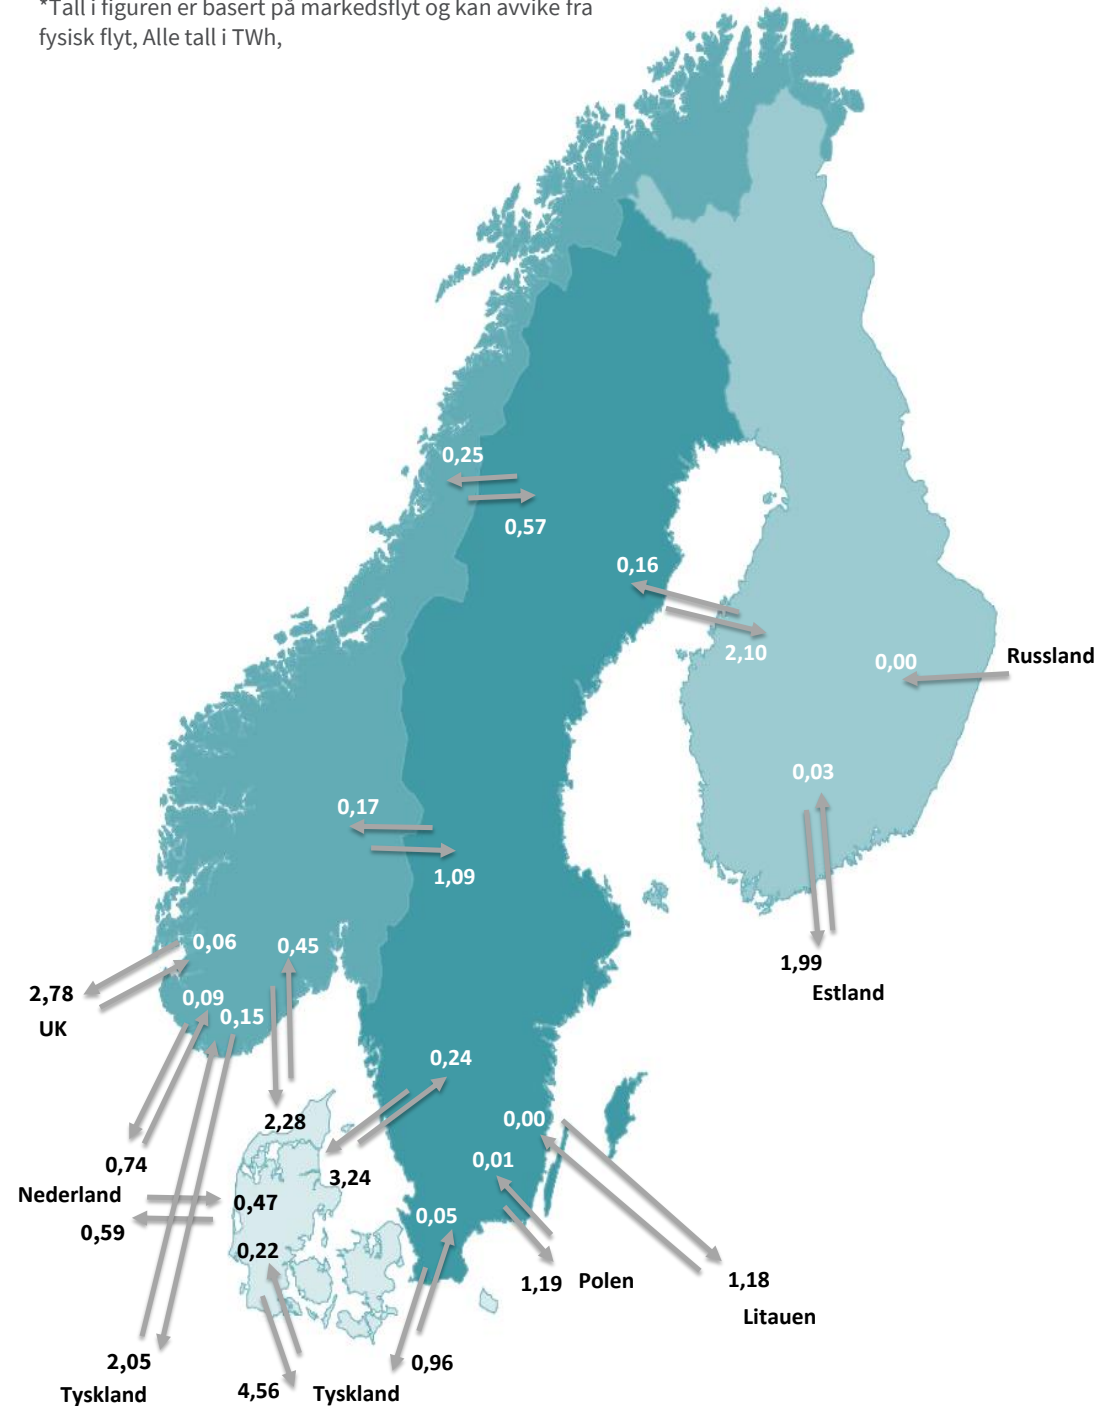 *Tall i figuren er basert på markedsflyt og kan avvike fra
fysisk flyt, Alle tall i TWh,
0,25
0,57
0,16
2,10
0,00
Russland
0,03
0,17
1,09
0,06
0,45
1,99
Estland
2,78
UK
0,09
0,15
0,24
2,28
0,00
0,01
0,74
3,24
Nederland
0,47
0,59
0,05
0,22
1,19
Polen
1,18
Litauen
2,05
Tyskland
4,56
Tyskland
0,96